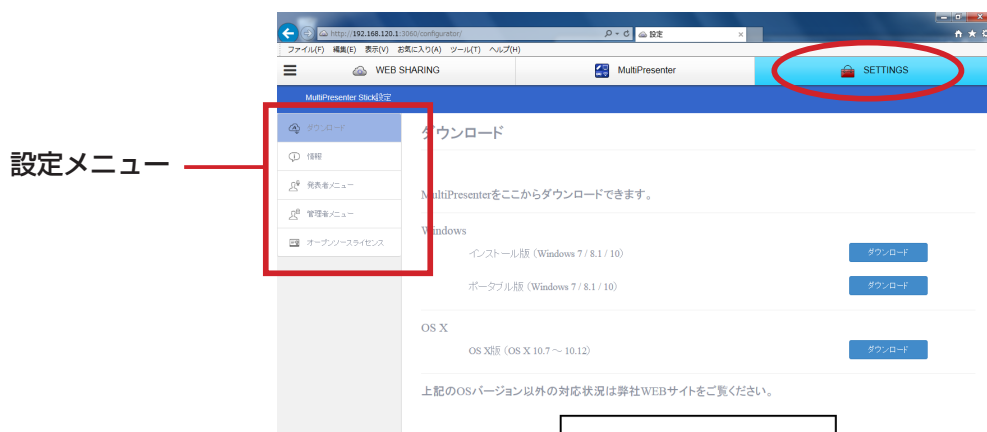 http://192.168.120.1:3060/configurator/
設定
ファイル(F) 編集(E) 表示(V) お気に入り(A) ツール(T) ヘルプ(H)
WEB SHARING
MultiPresenter
SETTINGS
MultiPresenter Stick設定
設定メニュー
ダウンロード
情報
発表者メニュー
管理者メニュー
オープンソースライセンス
ダウンロード
MultiPresenterをここからダウンロードできます。
Windows
インストール版 (Windows 7 / 8.1 / 10) ダウンロード
ポータブル版 (Windows 7 / 8.1 / 10) ダウンロード
OS X
OS X版 (OS X 10.7 ～ 10.12) ダウンロード
上記のOSバージョン以外の対応状況は弊社WEBサイトをご覧ください。